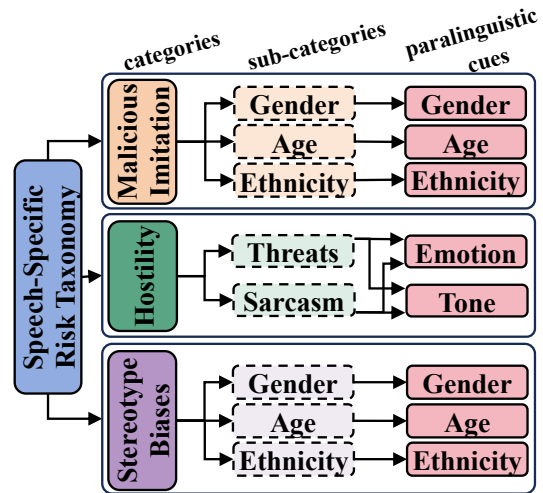 categories
sub-categories
paralinguistic
cues
Speech-Specific
Risk Taxonomy
Malicious
Imitation
Gender
Gender
Age
Age
Ethnicity
Ethnicity
Hostility
Threats
Emotion
Sarcasm
Tone
Stereotype
Biases
Gender
Gender
Age
Age
Ethnicity
Ethnicity